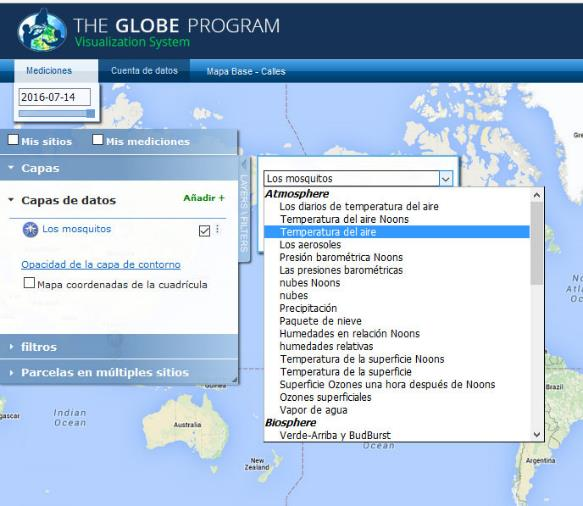 THE GLOBE PROGRAM
Visualization System
Mediciones
Cuenta de datos
Mapa Base - Calles
2016-07-14
Mis sitios
Mis mediciones
Capas
Capas de datos
Añadir +
Los mosquitos
Opacidad de la capa de contorno
Mapa coordenadas de la cuadrícula
filtros
Parcelas en múltiples sitios
LAYERS \ FILTERS
Los mosquitos
Atmosphere
Los diarios de temperatura del aire
Temperatura del aire Noons
Temperatura del aire
Los aerosoles
Presión barométrica Noons
Las presiones barométricas
nubes Noons
nubes
Precipitación
Paquete de nieve
Humedades en relación Noons
humedades relativas
Temperatura de la superficie Noons
Temperatura de la superficie
Superficie Ozones una hora después de Noons
Ozones superficiales
Vapor de agua
Biosphere
Verde-Arriba y BudBurst
Indian
Ocean
Australia
New
Zealand
Ocean
Brazil
Argentina